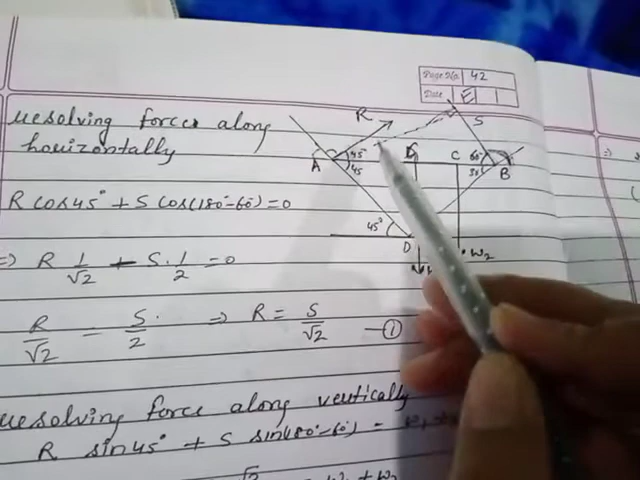 Page No. 42
Date E 1
resolving forces along
horizontally
R cos45° + S cos(180°-60°)=0
⇒ R 1/√2 - S. 1/2 = 0
R/√2 = S/2 ⇒ R = S/√2 —①
resolving force along vertically
R sin45° + S sin(180°-60°) =
R
S
A 45° 45 C 60° 30° B
45°
D W2